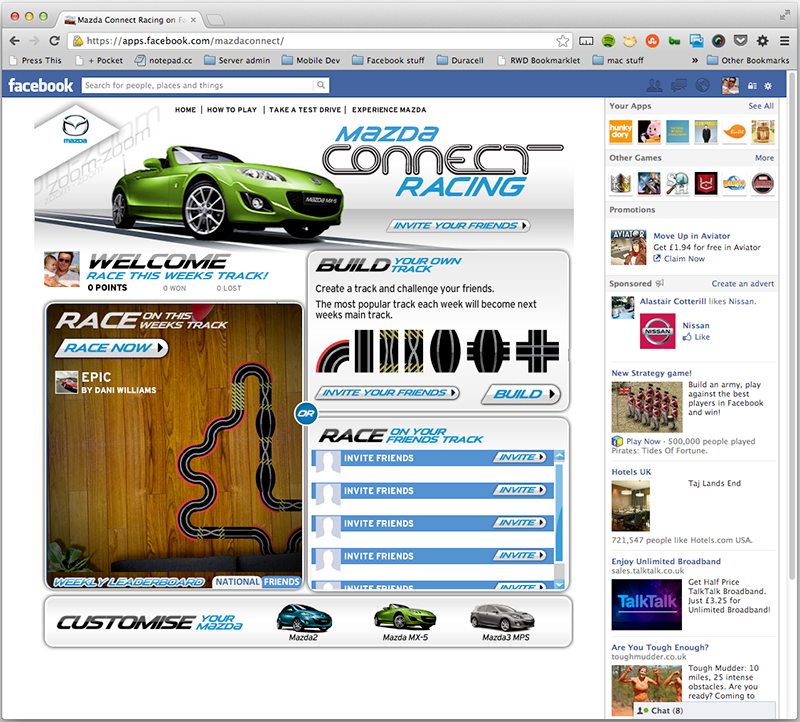 Mazda Connect Racing on Fa
https://apps.facebook.com/mazdaconnect/
Press This
+ Pocket
notepad.cc
Server admin
Mobile Dev
Facebook stuff
Duracell
RWD Bookmarklet
mac stuff
»
Other Bookmarks
facebook
Search for people, places and things
HOME | HOW TO PLAY | TAKE A TEST DRIVE | EXPERIENCE MAZDA
mazda
zoom-zoom
MAZDA
CONNECT
RACING
MAZDA MX-5
INVITE YOUR FRIENDS
WELCOME
RACE THIS WEEKS TRACK!
0 POINTS 0 WON 0 LOST
RACE ON THIS
WEEKS TRACK
RACE NOW
EPIC
BY DANI WILLIAMS
WEEKLY LEADERBOARD NATIONAL FRIENDS
OR
BUILD YOUR OWN
TRACK
Create a track and challenge your friends.
The most popular track each week will become next
weeks main track.
INVITE YOUR FRIENDS
BUILD
RACE ON YOUR
FRIENDS TRACK
INVITE FRIENDS INVITE
INVITE FRIENDS INVITE
INVITE FRIENDS INVITE
INVITE FRIENDS INVITE
INVITE FRIENDS INVITE
CUSTOMISE YOUR
MAZDA
Mazda2
Mazda MX-5
Mazda3 MPS
Your Apps See All
hunky
dory
Other Games More
Promotions
AVIATOR
Move Up in Aviator
Get £1.94 for free in Aviator
Claim Now
Sponsored Create an advert
Alastair Cotterill likes Nissan.
NISSAN
Nissan
Like
New Strategy game!
Build an army, play
against the best
players in Facebook
and win!
Play Now · 500,000 people played
Pirates: Tides Of Fortune.
Hotels UK
Taj Lands End
721,547 people like Hotels.com USA.
Enjoy Unlimited Broadband
sales.talktalk.co.uk
TalkTalk
Get Half Price
TalkTalk Broadband.
Just £3.25 for
Unlimited Broadband!
Are You Tough Enough?
toughmudder.co.uk
Tough Mudder: 10
miles, 25 intense
obstacles. Are you
ready? Coming to
Chat (8)